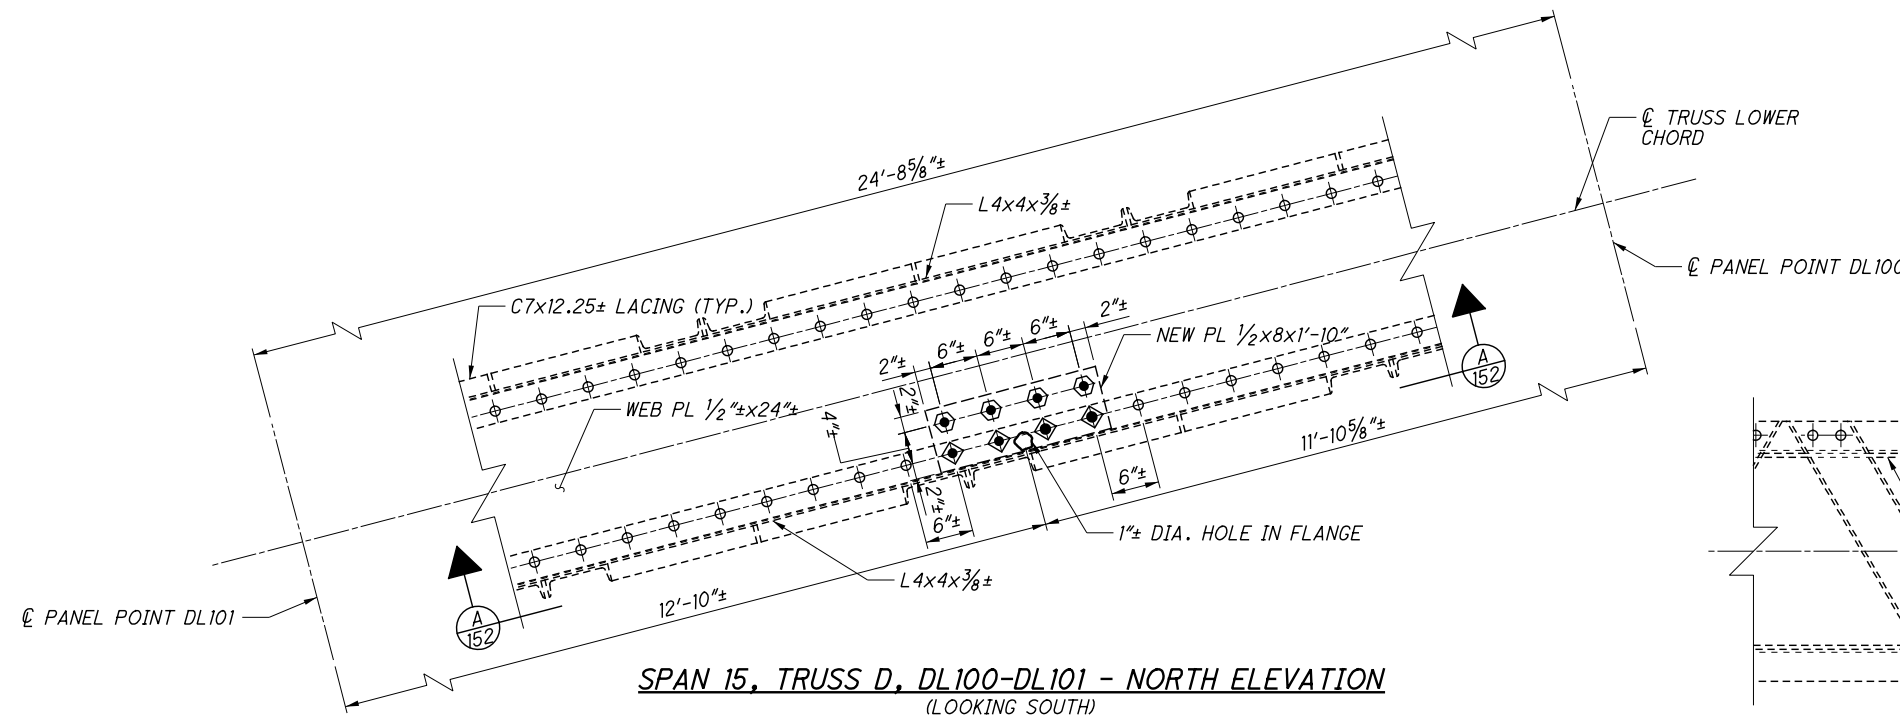 24'-8⅝"±
℄ TRUSS LOWER
CHORD
L4x4x⅜±
℄ PANEL POINT DL100
C7x12.25± LACING (TYP.)
2"±
6"±
6"±
6"±
2"±
NEW PL ½x8x1'-10"
A
152
WEB PL ½"±x24"±
2"±
4"±
2"±
6"±
6"±
11'-10⅝"±
1"± DIA. HOLE IN FLANGE
L4x4x⅜±
12'-10"±
℄ PANEL POINT DL101
A
152
SPAN 15, TRUSS D, DL100-DL101 - NORTH ELEVATION
(LOOKING SOUTH)